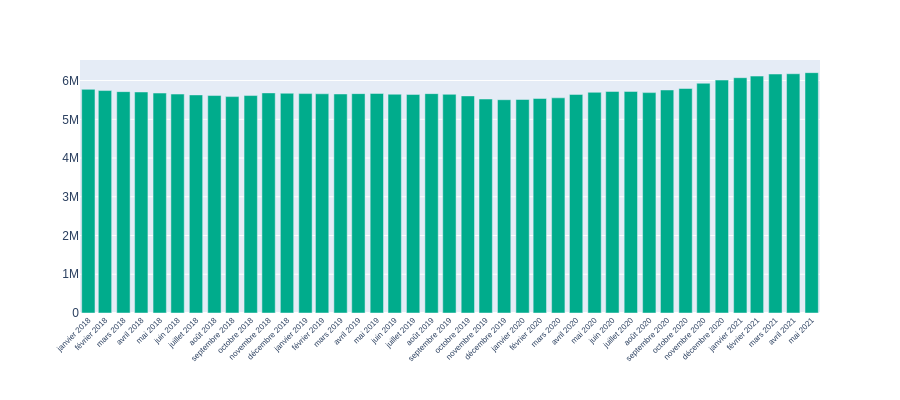 6M
5M
4M
3M
2M
1M
0
janvier 2018
février 2018
mars 2018
avril 2018
mai 2018
juin 2018
juillet 2018
août 2018
septembre 2018
octobre 2018
novembre 2018
décembre 2018
janvier 2019
février 2019
mars 2019
avril 2019
mai 2019
juin 2019
juillet 2019
août 2019
septembre 2019
octobre 2019
novembre 2019
décembre 2019
janvier 2020
février 2020
mars 2020
avril 2020
mai 2020
juin 2020
juillet 2020
août 2020
septembre 2020
octobre 2020
novembre 2020
décembre 2020
janvier 2021
février 2021
mars 2021
avril 2021
mai 2021